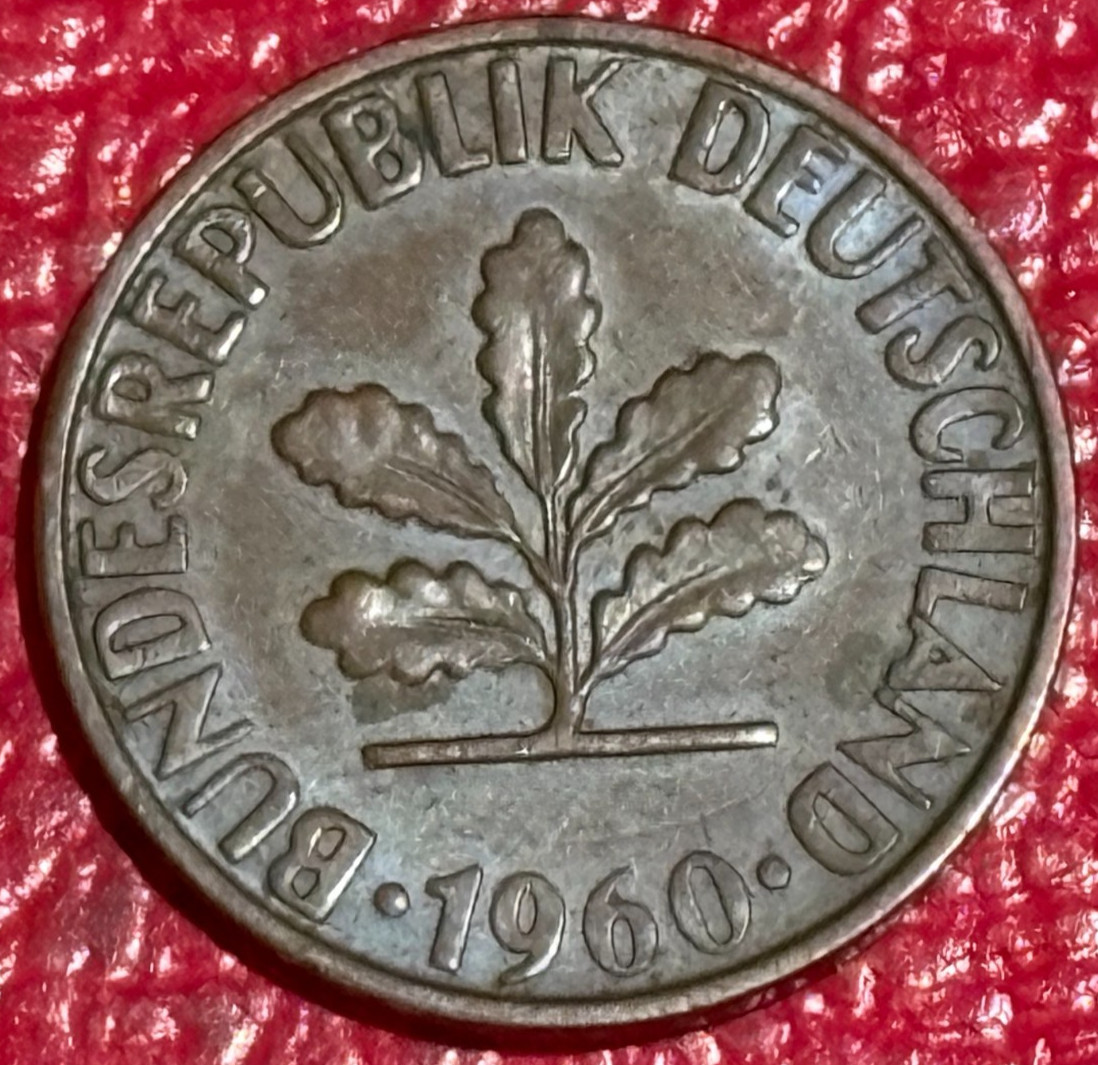 BUNDESREPUBLIK DEUTSCHLAND
· 1960 ·